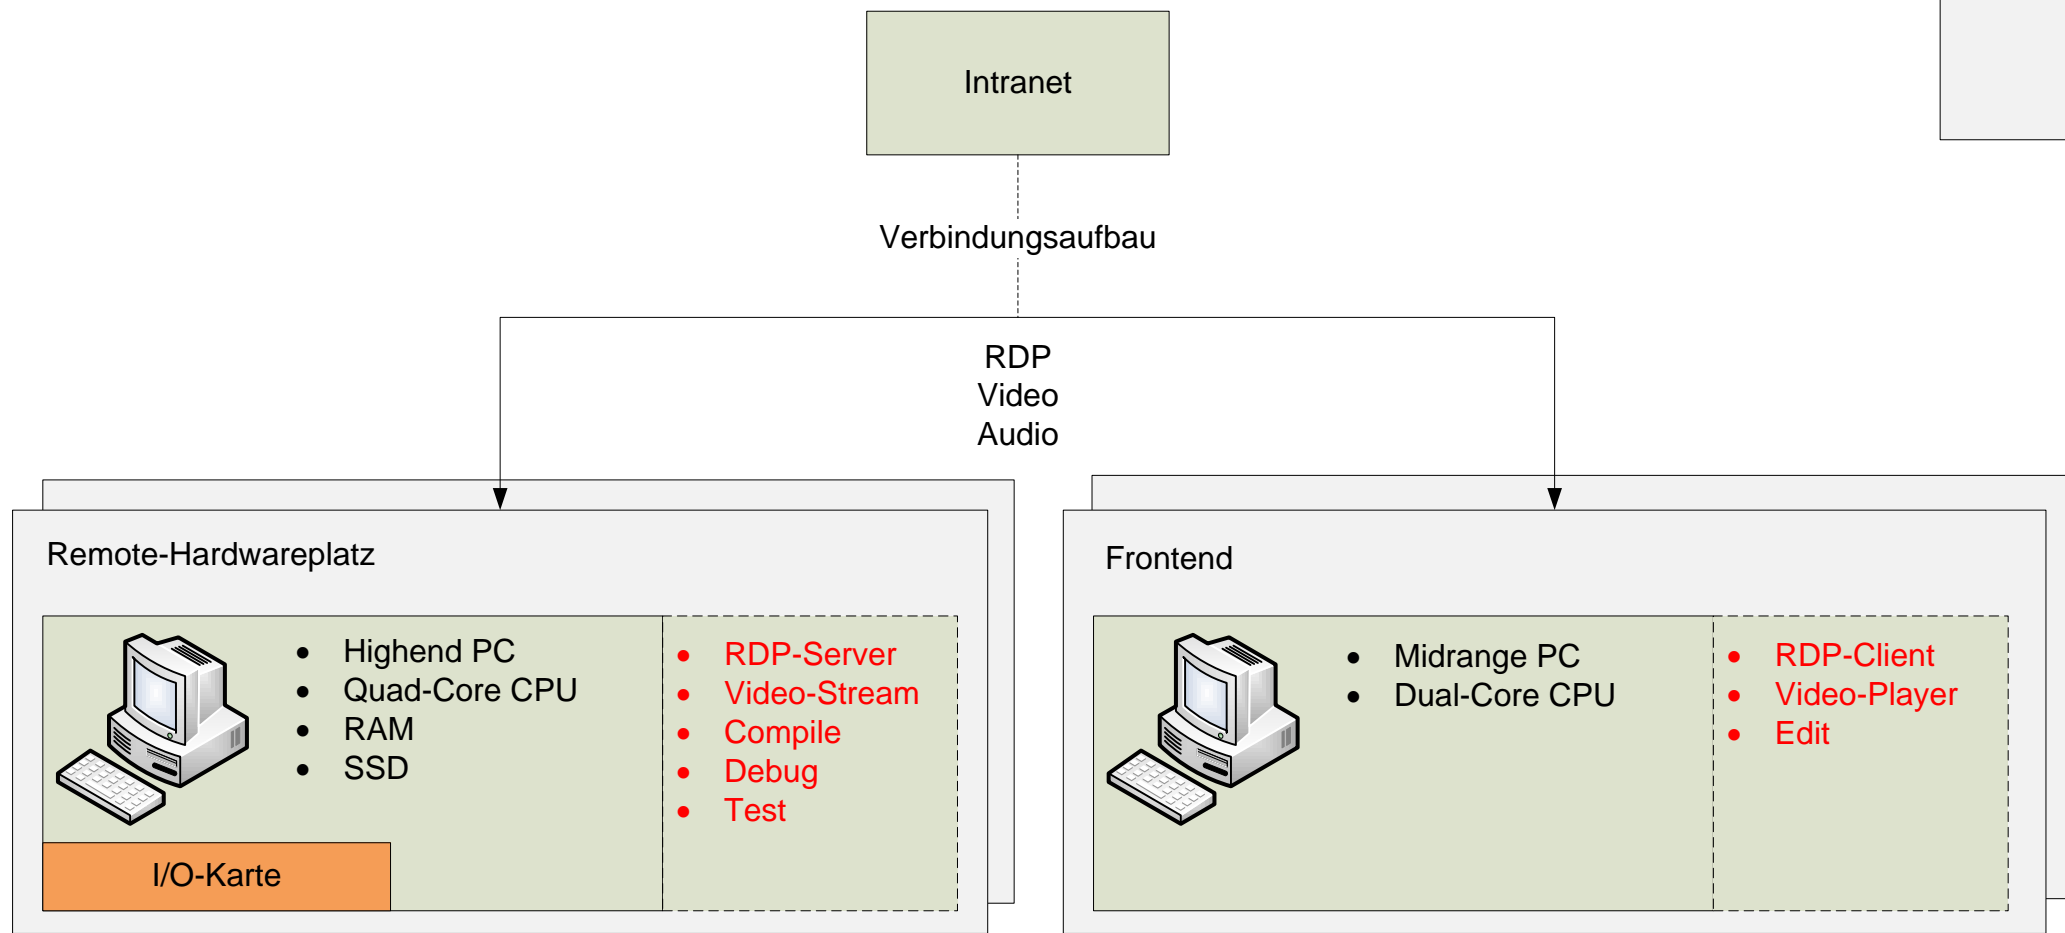 Intranet
Verbindungsaufbau
RDP
Video
Audio
Remote-Hardwareplatz
• Highend PC
• Quad-Core CPU
• RAM
• SSD
• RDP-Server
• Video-Stream
• Compile
• Debug
• Test
I/O-Karte
Frontend
• Midrange PC
• Dual-Core CPU
• RDP-Client
• Video-Player
• Edit